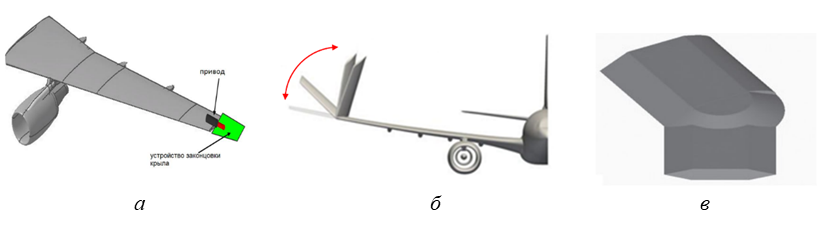 привод
устройство законцовки
крыла
а
б
в